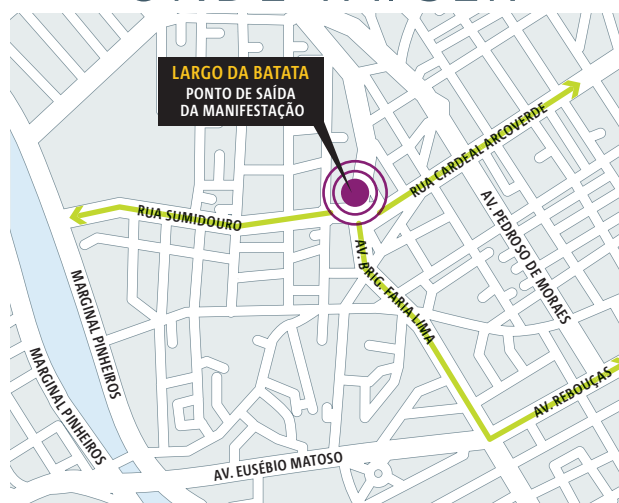 LARGO DA BATATA
PONTO DE SAÍDA
DA MANIFESTAÇÃO
RUA CARDEAL ARCOVERDE
RUA SUMIDOURO
AV. PEDROSO DE MORAES
AV. BRIG. FARIA LIMA
MARGINAL PINHEIROS
MARGINAL PINHEIROS
AV. REBOUÇAS
AV. EUSÉBIO MATOSO